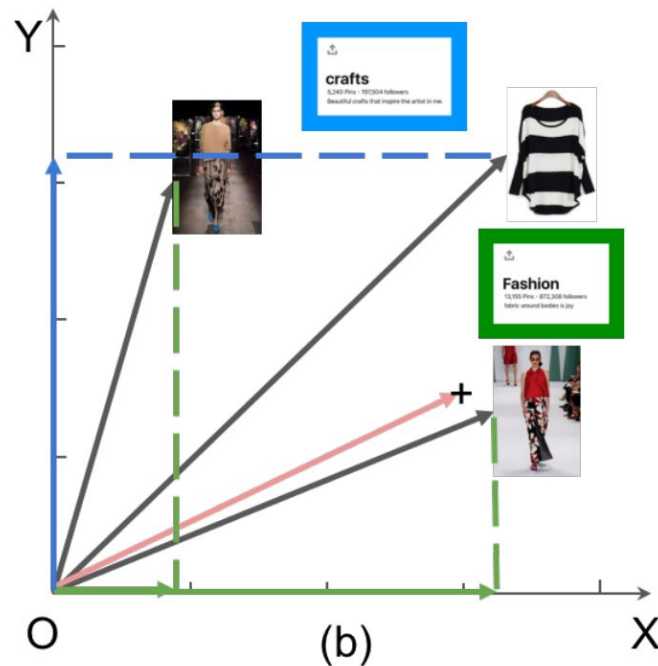 Y
crafts
5,240 Pins • 197,504 followers
Beautiful crafts that inspire the artist in me.
Fashion
13,155 Pins • 872,308 followers
fabric around bodies is joy
+
O
(b)
X